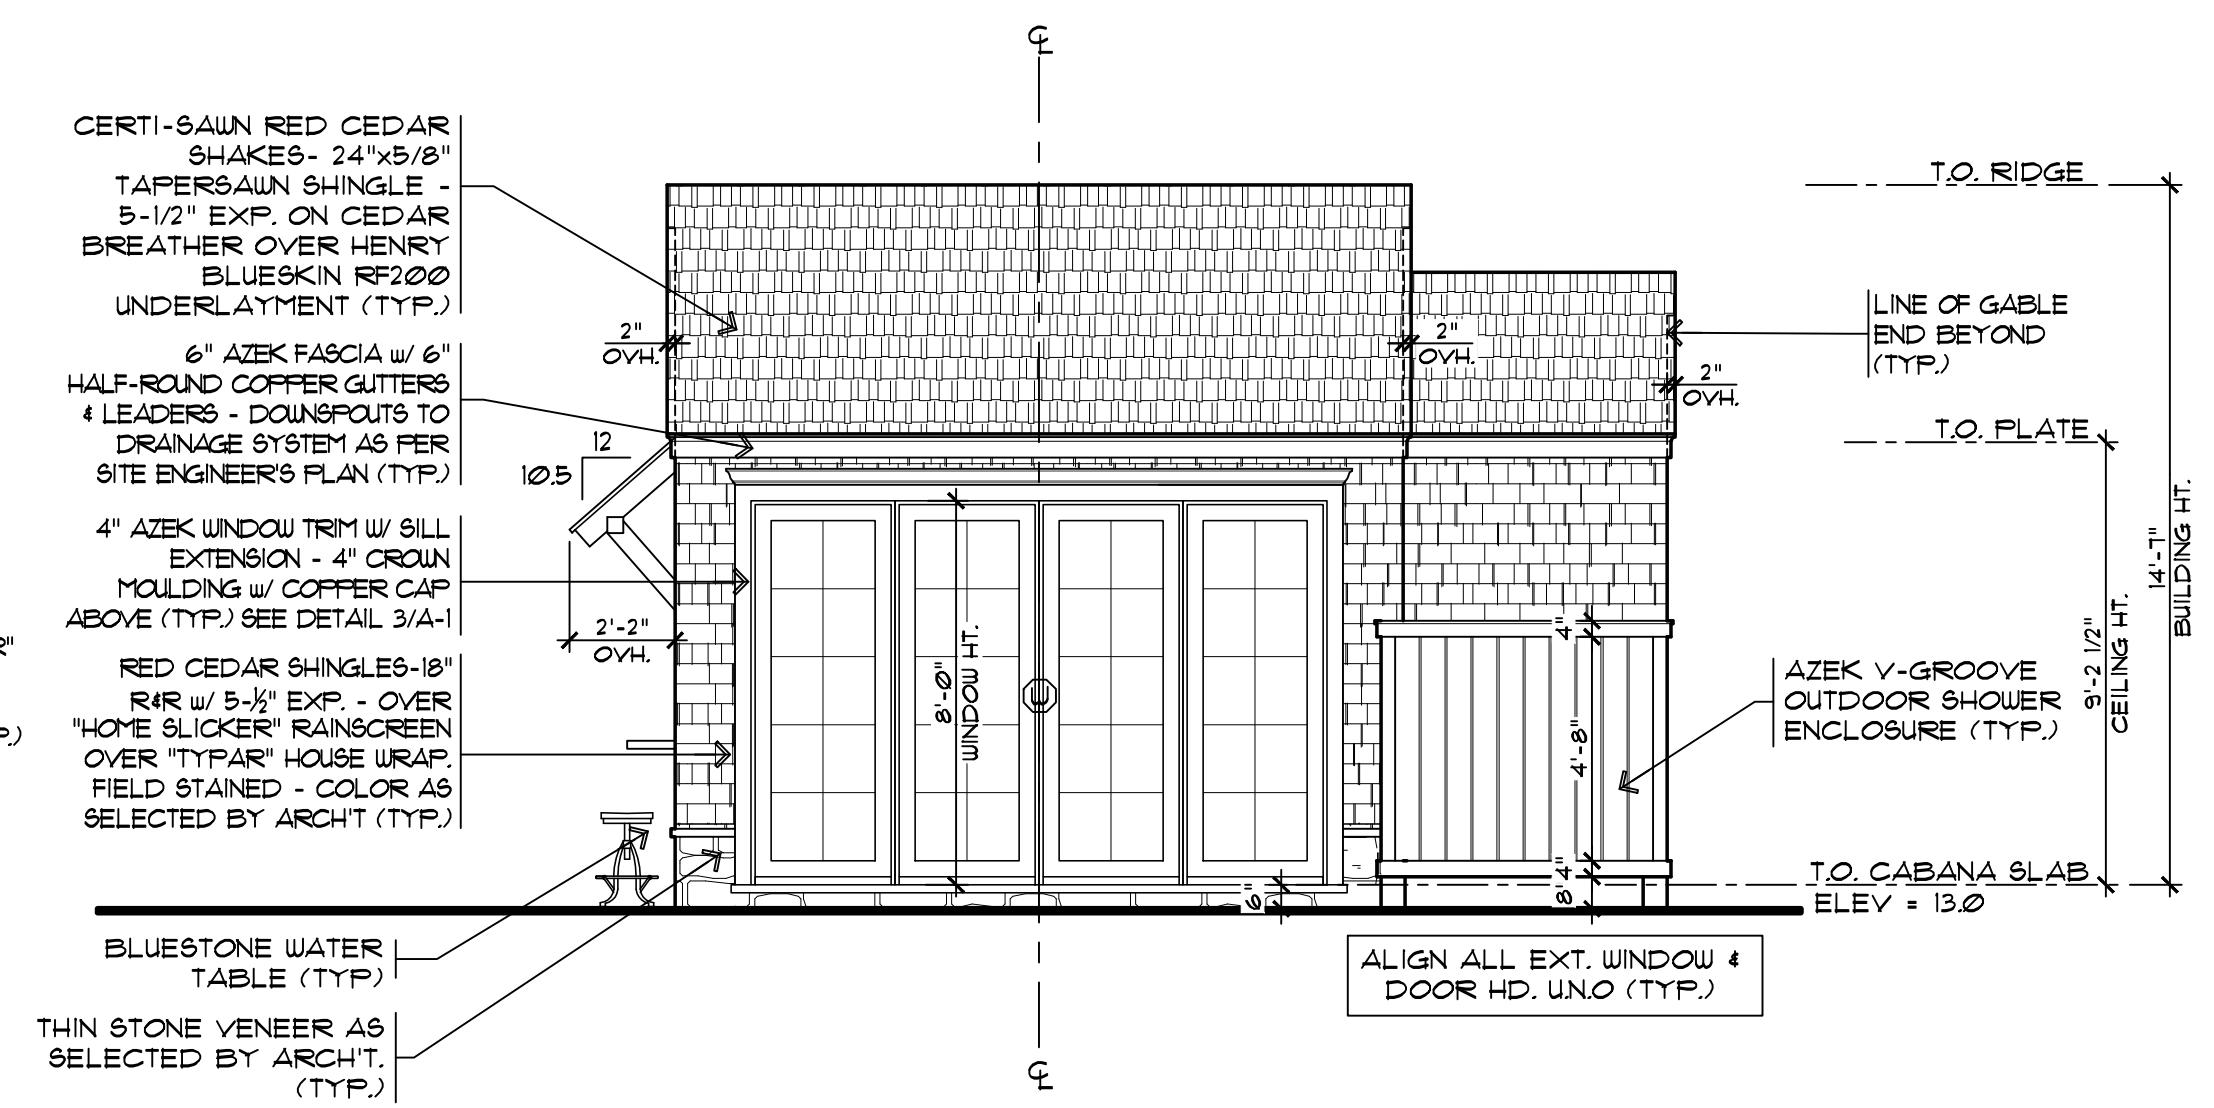 ℄
CERTI-SAWN RED CEDAR
SHAKES- 24"x5/8"
TAPERSAWN SHINGLE -
5-1/2" EXP. ON CEDAR
BREATHER OVER HENRY
BLUESKIN RF200
UNDERLAYMENT (TYP.)
6" AZEK FASCIA w/ 6"
HALF-ROUND COPPER GUTTERS
& LEADERS - DOWNSPOUTS TO
DRAINAGE SYSTEM AS PER
SITE ENGINEER'S PLAN (TYP.)
4" AZEK WINDOW TRIM W/ SILL
EXTENSION - 4" CROWN
MOULDING w/ COPPER CAP
ABOVE (TYP.) SEE DETAIL 3/A-1
RED CEDAR SHINGLES-18"
R&R w/ 5-½" EXP. - OVER
"HOME SLICKER" RAINSCREEN
OVER "TYPAR" HOUSE WRAP.
FIELD STAINED - COLOR AS
SELECTED BY ARCH'T (TYP.)
BLUESTONE WATER
TABLE (TYP)
THIN STONE VENEER AS
SELECTED BY ARCH'T.
(TYP.)
12
10.5
2'-2"
OVH.
2"
OVH.
2"
OVH.
2"
OVH.
8'-0"
WINDOW HT.
E
6"
4"
4'-8"
4"
8"
T.O. RIDGE
LINE OF GABLE
END BEYOND
(TYP.)
T.O. PLATE
AZEK V-GROOVE
OUTDOOR SHOWER
ENCLOSURE (TYP.)
9'-2 1/2"
CEILING HT.
14'-7"
BUILDING HT.
T.O. CABANA SLAB
ELEV = 13.0
ALIGN ALL EXT. WINDOW &
DOOR HD. U.N.O (TYP.)
℄